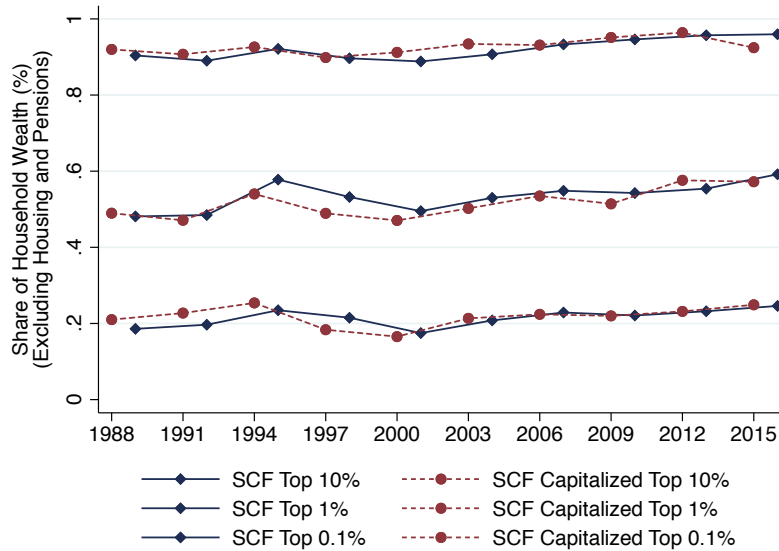 Share of Household Wealth (%)
(Excluding Housing and Pensions)
1
.8
.6
.4
.2
0
1988 1991 1994 1997 2000 2003 2006 2009 2012 2015
SCF Top 10% SCF Capitalized Top 10%
SCF Top 1% SCF Capitalized Top 1%
SCF Top 0.1% SCF Capitalized Top 0.1%